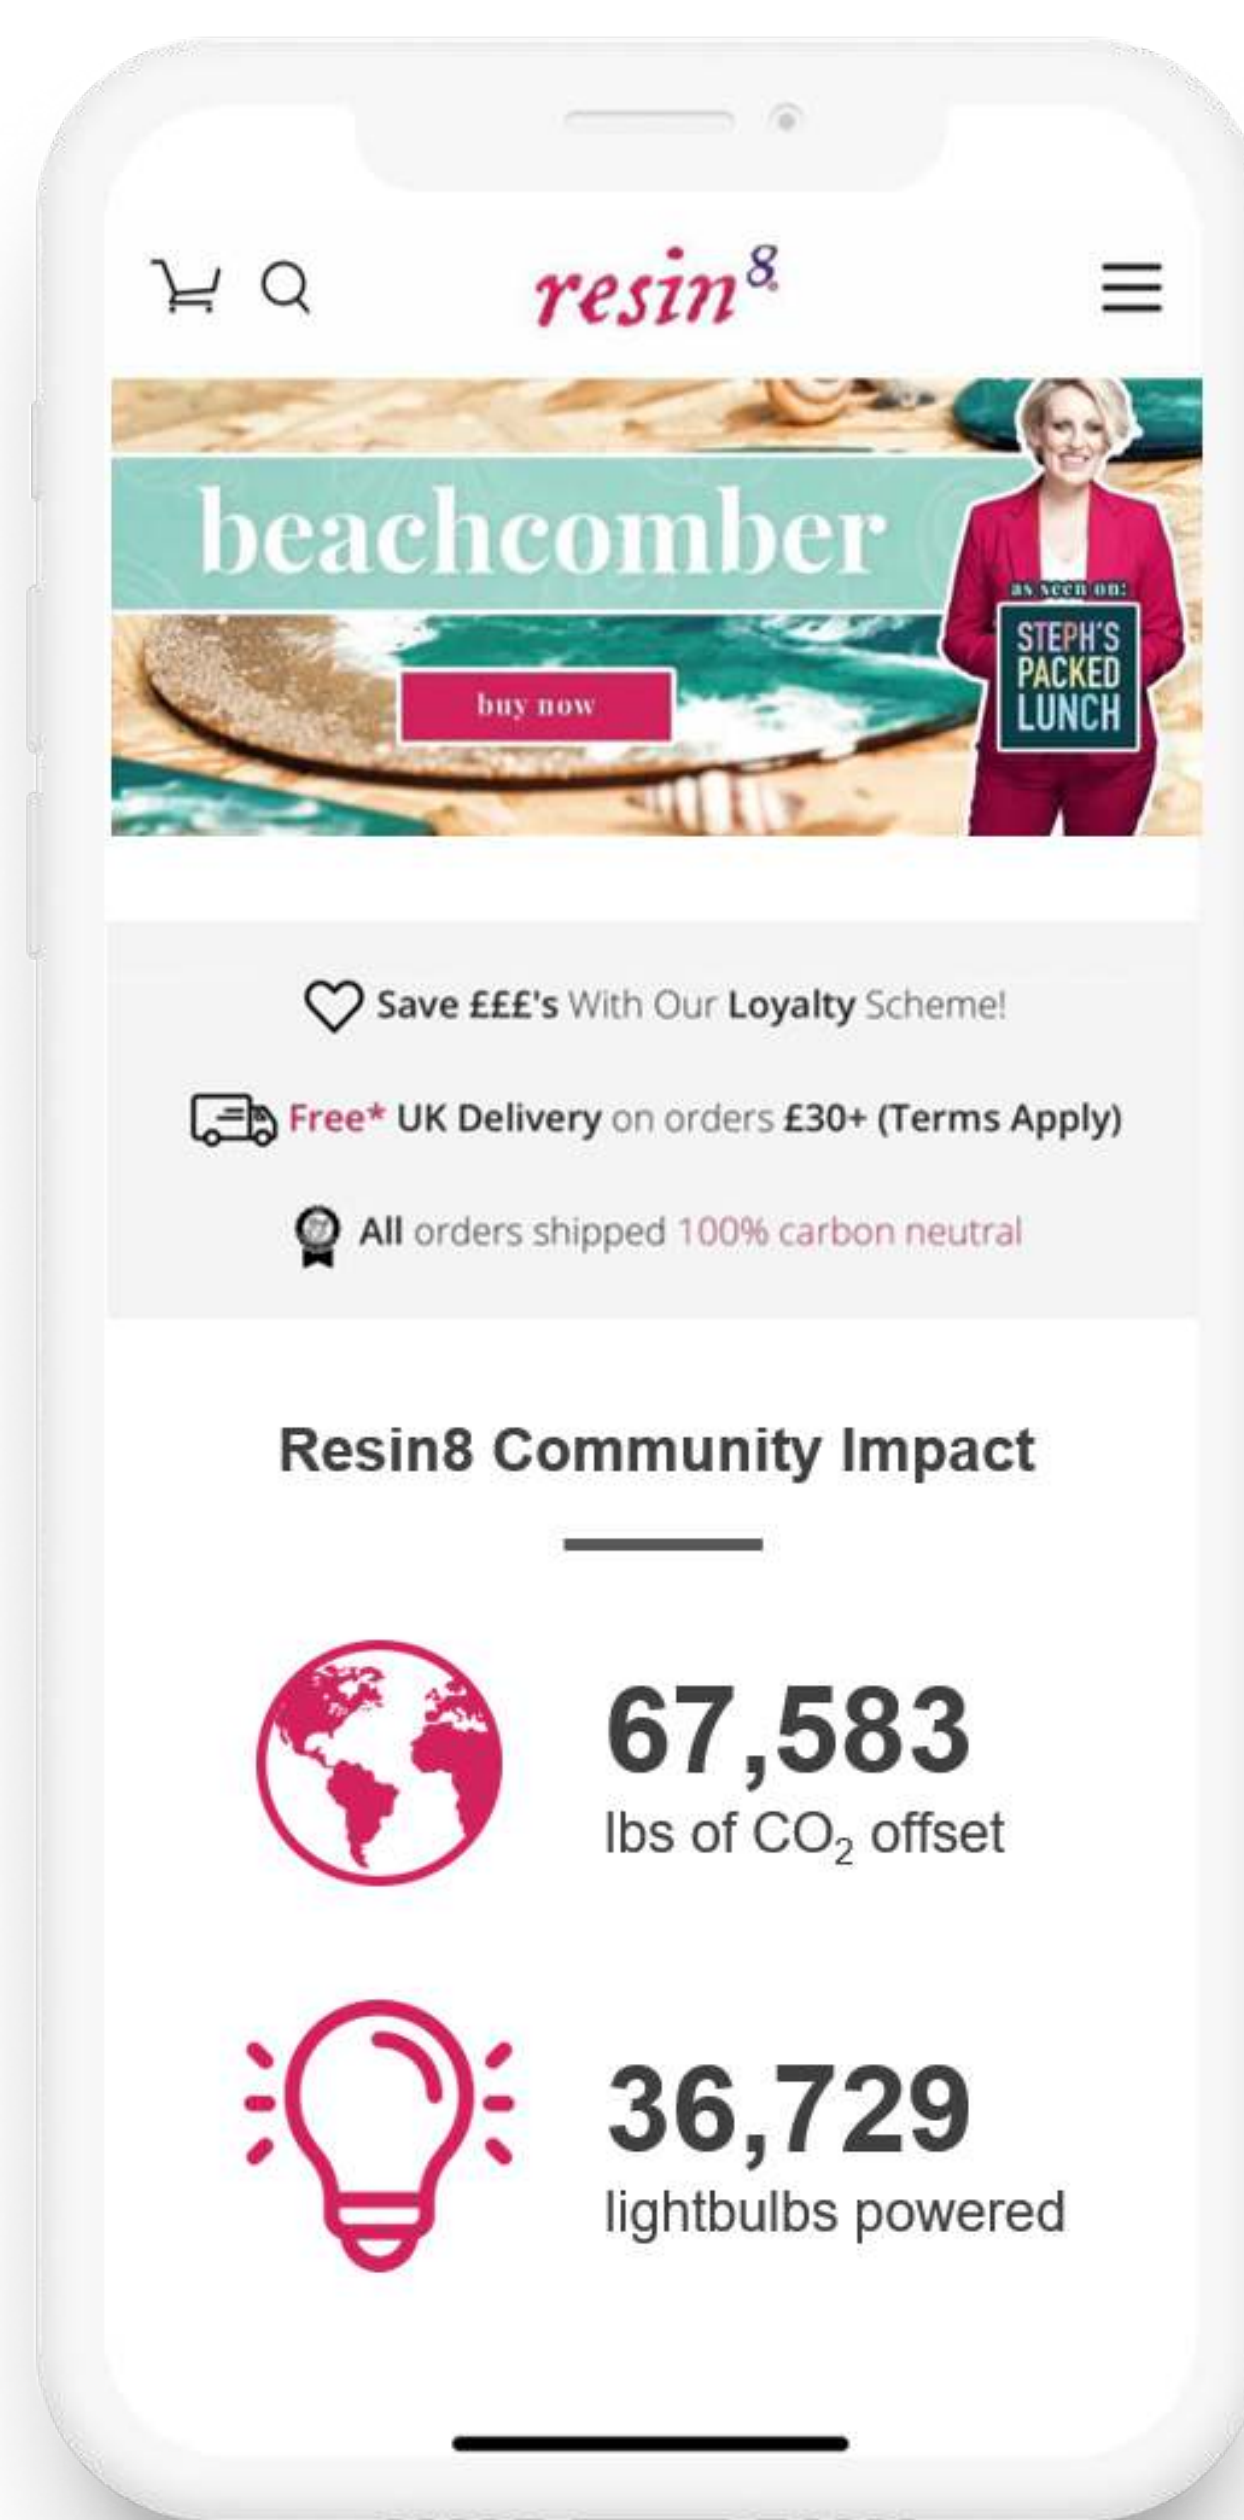 resin8
beachcomber
as seen on:
STEPH'S
PACKED
LUNCH
buy now
Save £££'s With Our Loyalty Scheme!
Free* UK Delivery on orders £30+ (Terms Apply)
All orders shipped 100% carbon neutral
Resin8 Community Impact
67,583
lbs of CO₂ offset
36,729
lightbulbs powered